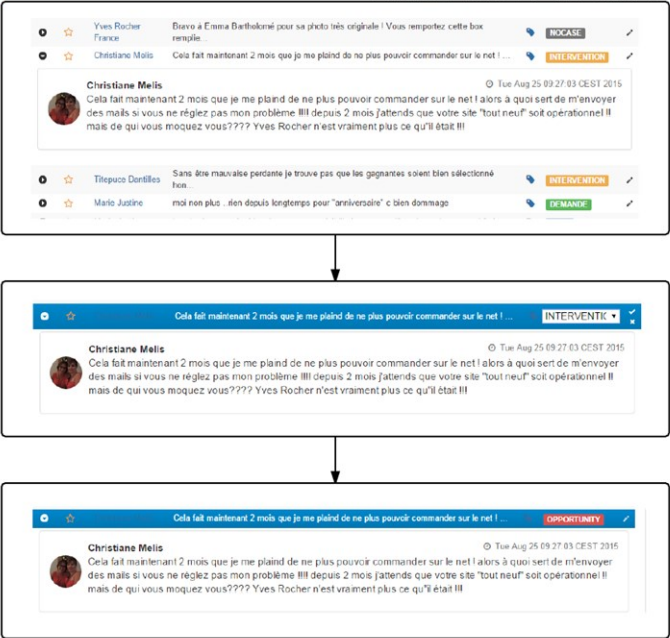 Yves Rocher Bravo à Emma Bartholomé pour sa photo très originale ! Vous remportez cette box
France remplie... NOCASE
Christiane Melis Cela fait maintenant 2 mois que je me plaind de ne plus pouvoir commander sur le net ! ... INTERVENTION
Christiane Melis Tue Aug 25 09:27:03 CEST 2015
Cela fait maintenant 2 mois que je me plaind de ne plus pouvoir commander sur le net ! alors à quoi sert de m'envoyer
des mails si vous ne réglez pas mon problème !!!! depuis 2 mois j'attends que votre site "tout neuf" soit opérationnel !!
mais de qui vous moquez vous???? Yves Rocher n'est vraiment plus ce qu"il était !!!
Titepuce Dentilles Sans être mauvaise perdante je trouve pas que les gagnantes soient bien sélectionné
hon... INTERVENTION
Marie Justine moi non plus .. rien depuis longtemps pour "anniversaire" c bien dommage DEMANDE
Cela fait maintenant 2 mois que je me plaind de ne plus pouvoir commander sur le net ! ... INTERVENTIC
Christiane Melis Tue Aug 25 09:27:03 CEST 2015
Cela fait maintenant 2 mois que je me plaind de ne plus pouvoir commander sur le net ! alors à quoi sert de m'envoyer
des mails si vous ne réglez pas mon problème !!!! depuis 2 mois j'attends que votre site "tout neuf" soit opérationnel !!
mais de qui vous moquez vous???? Yves Rocher n'est vraiment plus ce qu"il était !!!
Cela fait maintenant 2 mois que je me plaind de ne plus pouvoir commander sur le net ! ... OPPORTUNITY
Christiane Melis Tue Aug 25 09:27:03 CEST 2015
Cela fait maintenant 2 mois que je me plaind de ne plus pouvoir commander sur le net ! alors à quoi sert de m'envoyer
des mails si vous ne réglez pas mon problème !!!! depuis 2 mois j'attends que votre site "tout neuf" soit opérationnel !!
mais de qui vous moquez vous???? Yves Rocher n'est vraiment plus ce qu"il était !!!